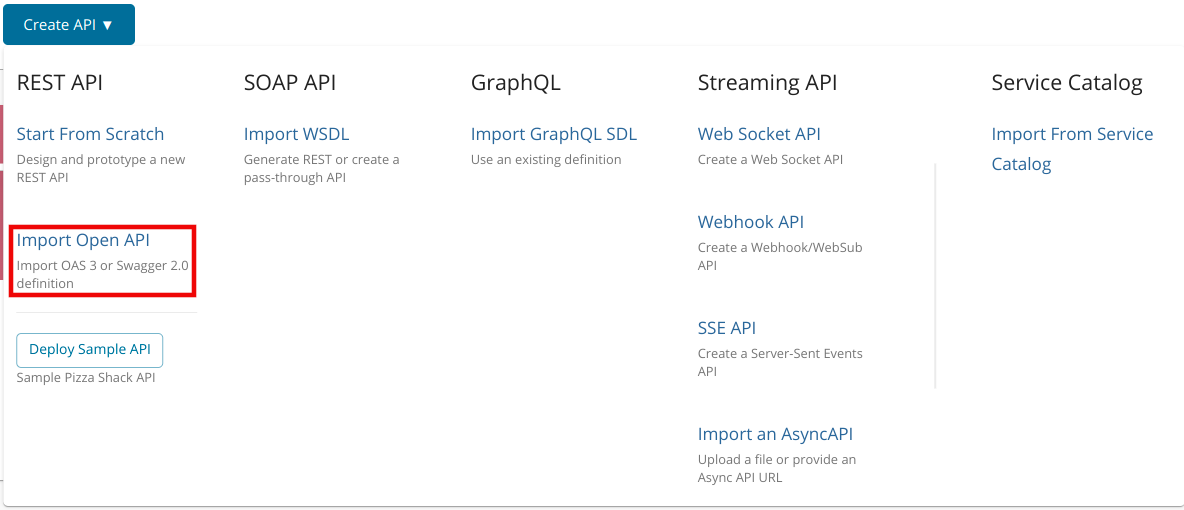 Create API ▼
REST API
Start From Scratch
Design and prototype a new
REST API
Import Open API
Import OAS 3 or Swagger 2.0
definition
Deploy Sample API
Sample Pizza Shack API
SOAP API
Import WSDL
Generate REST or create a
pass-through API
GraphQL
Import GraphQL SDL
Use an existing definition
Streaming API
Web Socket API
Create a Web Socket API
Webhook API
Create a Webhook/WebSub
API
SSE API
Create a Server-Sent Events
API
Import an AsyncAPI
Upload a file or provide an
Async API URL
Service Catalog
Import From Service
Catalog